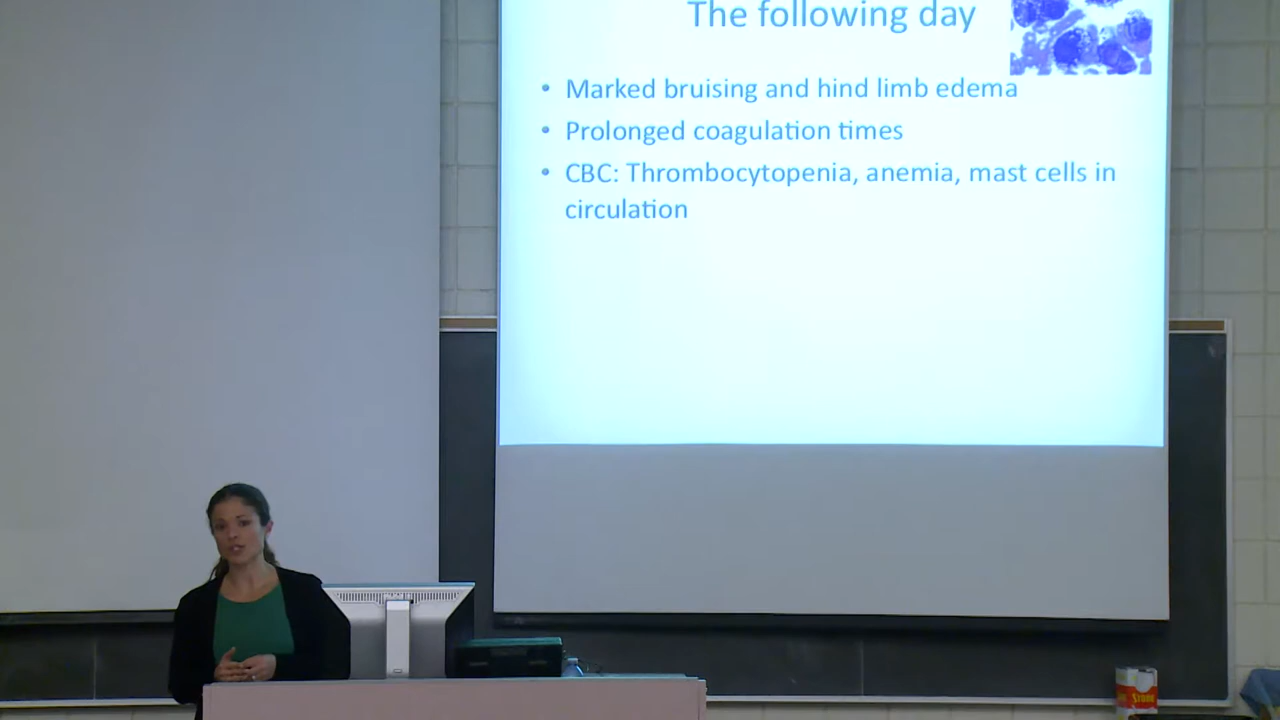 The following day
• Marked bruising and hind limb edema
• Prolonged coagulation times
• CBC: Thrombocytopenia, anemia, mast cells in
circulation